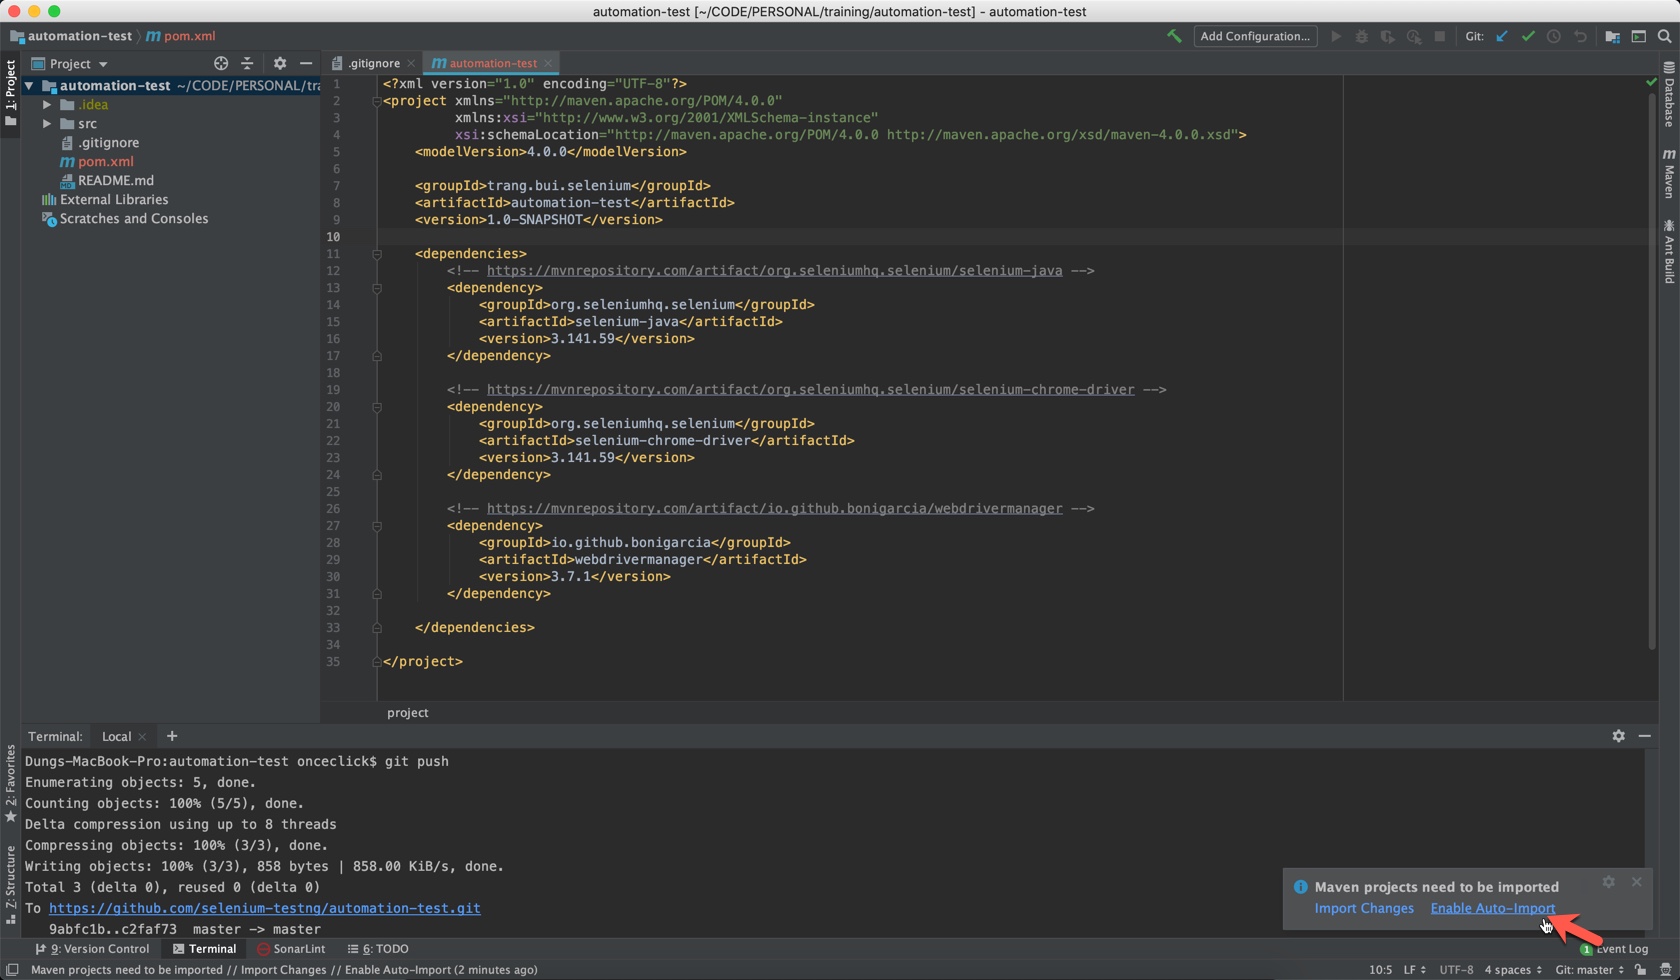 automation-test [~/CODE/PERSONAL/training/automation-test] - automation-test
automation-test pom.xml
Add Configuration... Git:
1: Project
Project
automation-test ~/CODE/PERSONAL/tra
.idea
src
.gitignore
pom.xml
README.md
External Libraries
Scratches and Consoles
.gitignore automation-test
1 <?xml version="1.0" encoding="UTF-8"?>
2 <project xmlns="http://maven.apache.org/POM/4.0.0"
3 xmlns:xsi="http://www.w3.org/2001/XMLSchema-instance"
4 xsi:schemaLocation="http://maven.apache.org/POM/4.0.0 http://maven.apache.org/xsd/maven-4.0.0.xsd">
5 <modelVersion>4.0.0</modelVersion>
6
7 <groupId>trang.bui.selenium</groupId>
8 <artifactId>automation-test</artifactId>
9 <version>1.0-SNAPSHOT</version>
10
11 <dependencies>
12 <!-- https://mvnrepository.com/artifact/org.seleniumhq.selenium/selenium-java -->
13 <dependency>
14 <groupId>org.seleniumhq.selenium</groupId>
15 <artifactId>selenium-java</artifactId>
16 <version>3.141.59</version>
17 </dependency>
18
19 <!-- https://mvnrepository.com/artifact/org.seleniumhq.selenium/selenium-chrome-driver -->
20 <dependency>
21 <groupId>org.seleniumhq.selenium</groupId>
22 <artifactId>selenium-chrome-driver</artifactId>
23 <version>3.141.59</version>
24 </dependency>
25
26 <!-- https://mvnrepository.com/artifact/io.github.bonigarcia/webdrivermanager -->
27 <dependency>
28 <groupId>io.github.bonigarcia</groupId>
29 <artifactId>webdrivermanager</artifactId>
30 <version>3.7.1</version>
31 </dependency>
32
33 </dependencies>
34
35 </project>
project
Database
m Maven
Ant Build
2: Favorites
Z: Structure
Terminal: Local +
Dungs-MacBook-Pro:automation-test onceclick$ git push
Enumerating objects: 5, done.
Counting objects: 100% (5/5), done.
Delta compression using up to 8 threads
Compressing objects: 100% (3/3), done.
Writing objects: 100% (3/3), 858 bytes | 858.00 KiB/s, done.
Total 3 (delta 0), reused 0 (delta 0)
To https://github.com/selenium-testng/automation-test.git
9abfc1b..c2faf73 master -> master
Maven projects need to be imported
Import Changes Enable Auto-Import
9: Version Control Terminal SonarLint 6: TODO
1 Event Log
Maven projects need to be imported // Import Changes // Enable Auto-Import (2 minutes ago)
10:5 LF UTF-8 4 spaces Git: master